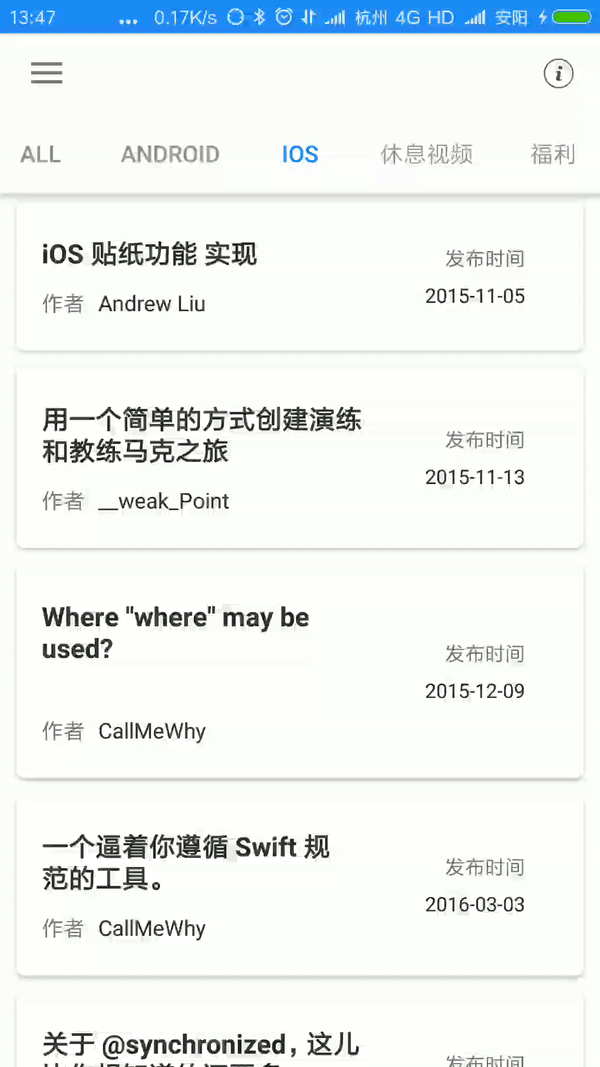 13:47 ... 0.17K/s 杭州 4G HD 安阳
i
ALL ANDROID IOS 休息视频 福利
iOS 贴纸功能 实现
发布时间
作者 Andrew Liu
2015-11-05
用一个简单的方式创建演练
和教练马克之旅
发布时间
2015-11-13
作者 __weak_Point
Where "where" may be
used?
发布时间
2015-12-09
作者 CallMeWhy
一个逼着你遵循 Swift 规
范的工具。
发布时间
2016-03-03
作者 CallMeWhy
关于 @synchronized，这儿
发布时间